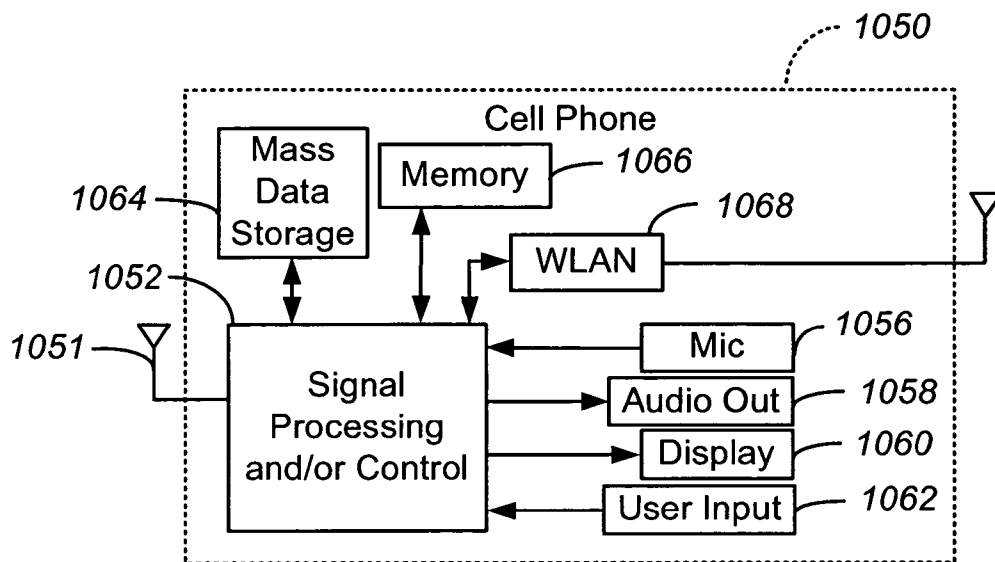 1050
Cell Phone
Mass
Data
Storage
1064
Memory
1066
1068
WLAN
1052
1051
Signal
Processing
and/or Control
Mic
1056
Audio Out
1058
Display
1060
User Input
1062